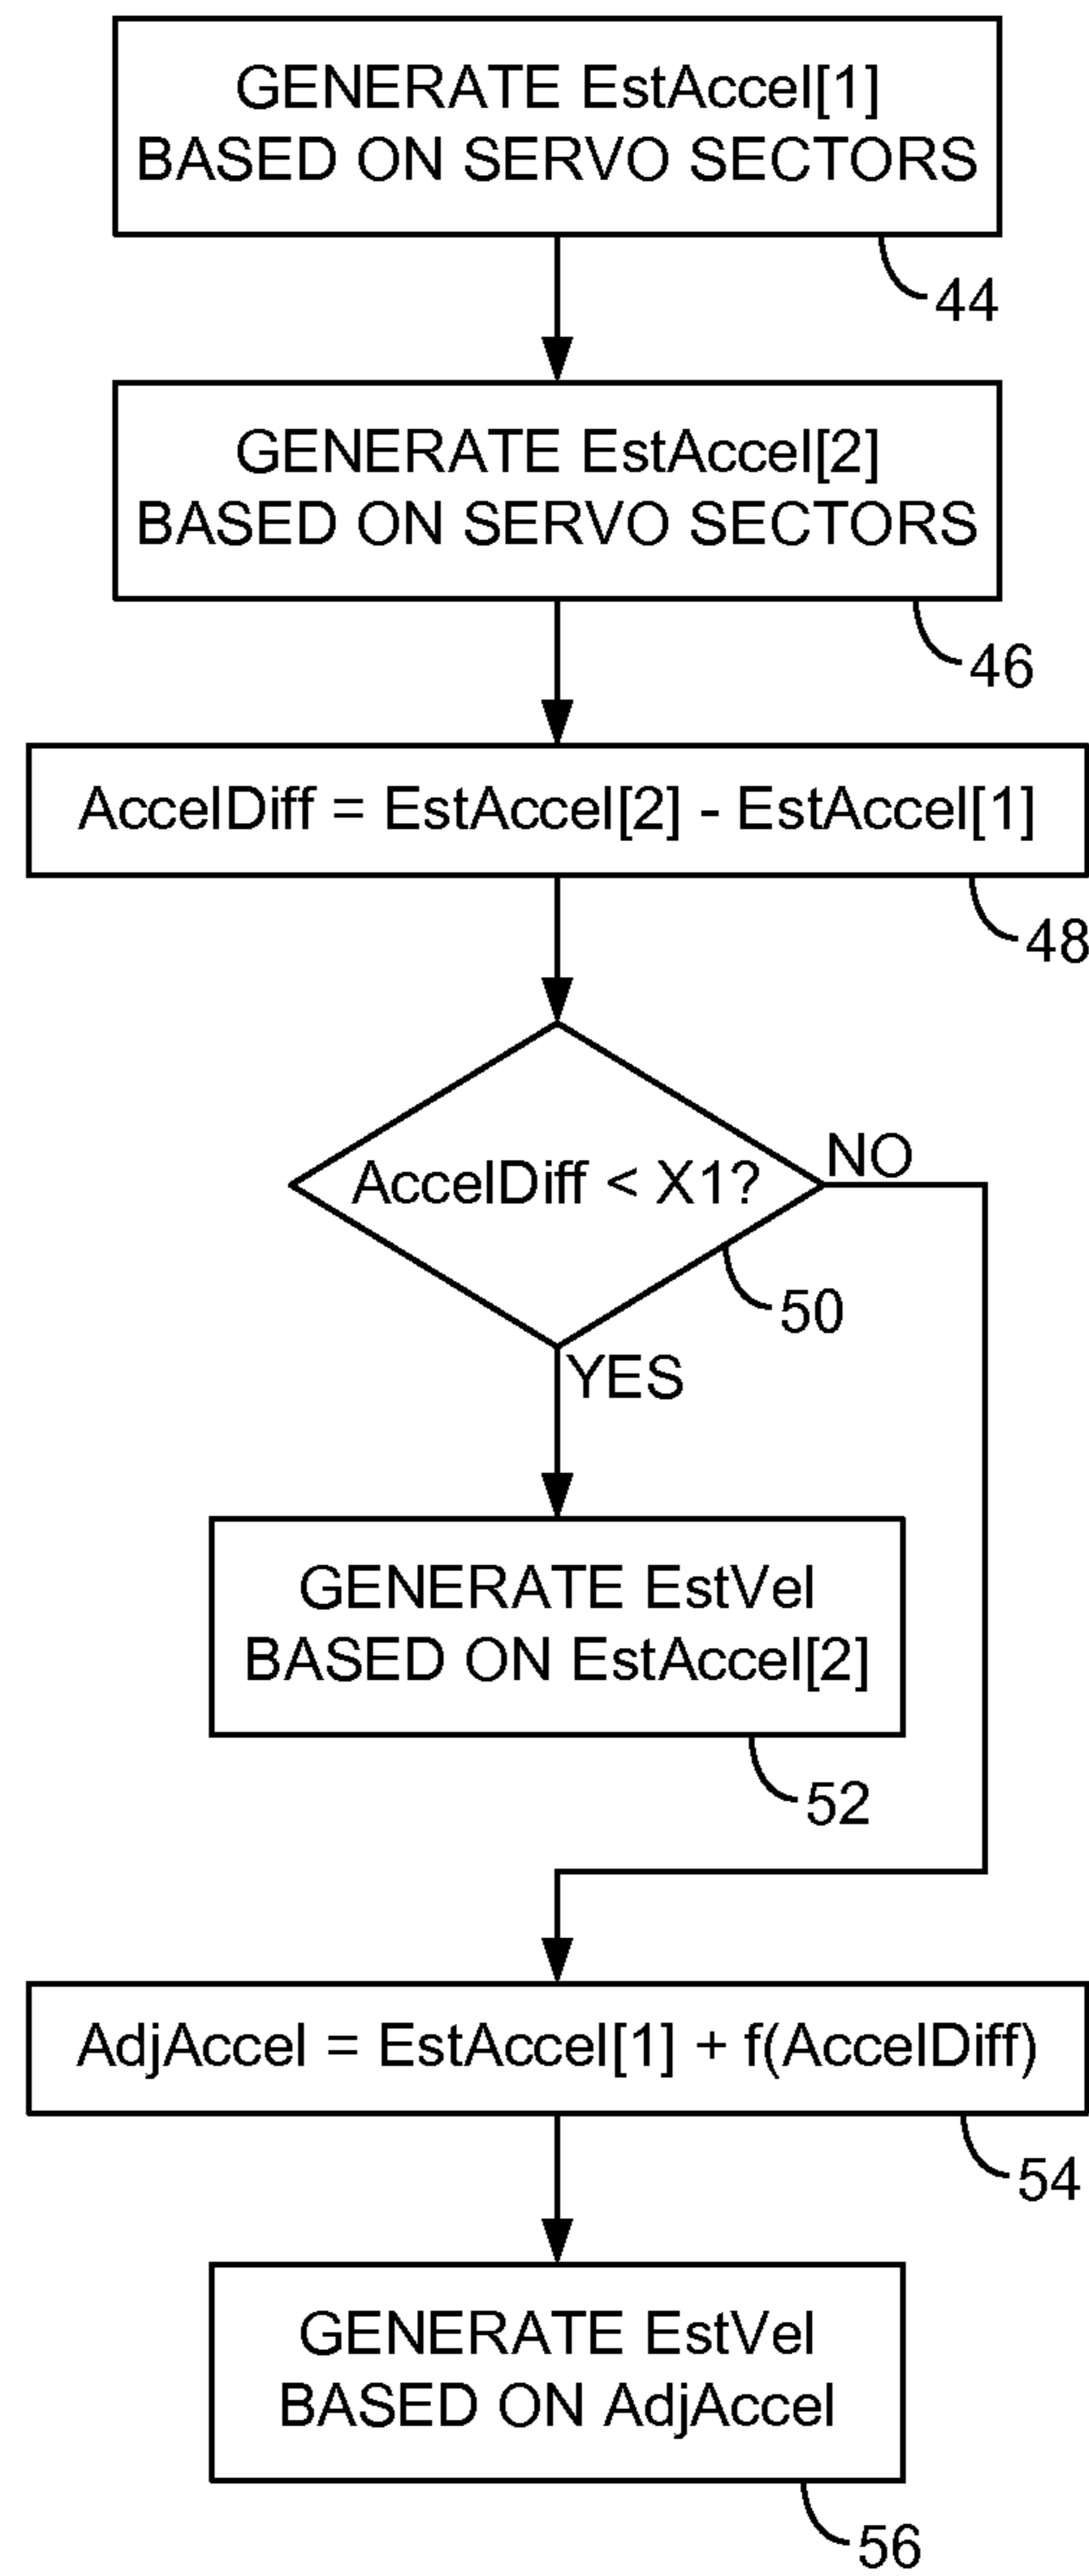 GENERATE EstAccel[1]
BASED ON SERVO SECTORS
44
GENERATE EstAccel[2]
BASED ON SERVO SECTORS
46
AccelDiff = EstAccel[2] - EstAccel[1]
48
AccelDiff < X1?
NO
50
YES
GENERATE EstVel
BASED ON EstAccel[2]
52
AdjAccel = EstAccel[1] + f(AccelDiff)
54
GENERATE EstVel
BASED ON AdjAccel
56